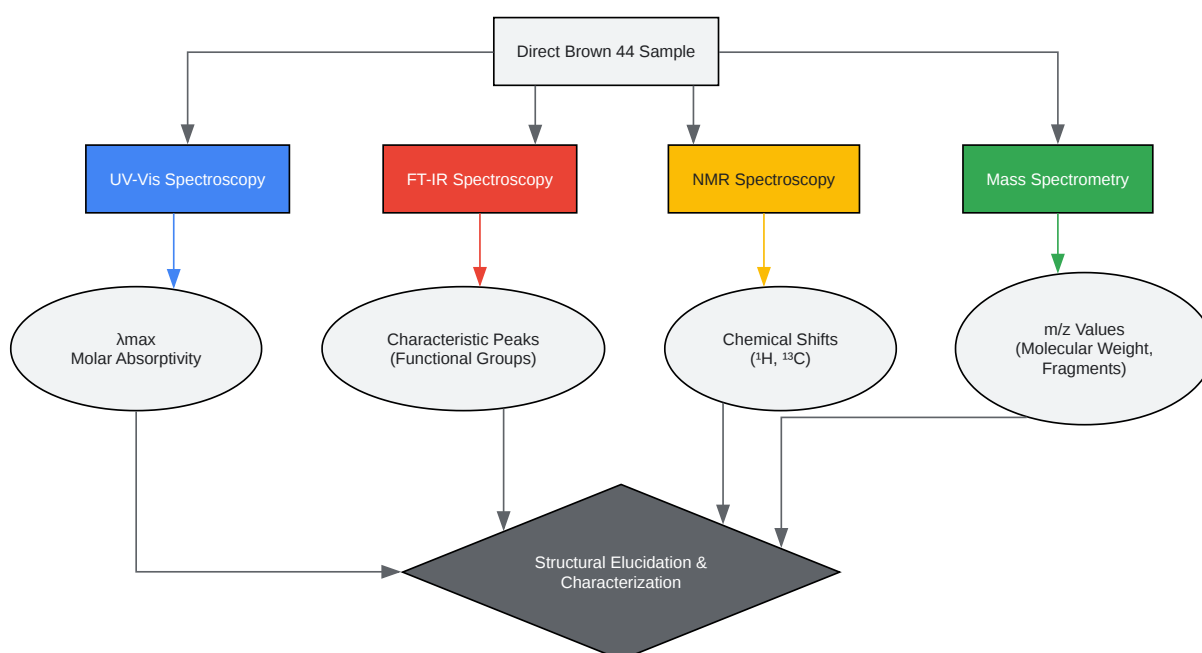 Direct Brown 44 Sample
UV-Vis Spectroscopy
FT-IR Spectroscopy
NMR Spectroscopy
Mass Spectrometry
λmax
Molar Absorptivity
Characteristic Peaks
(Functional Groups)
Chemical Shifts
(¹H, ¹³C)
m/z Values
(Molecular Weight,
Fragments)
Structural Elucidation &
Characterization